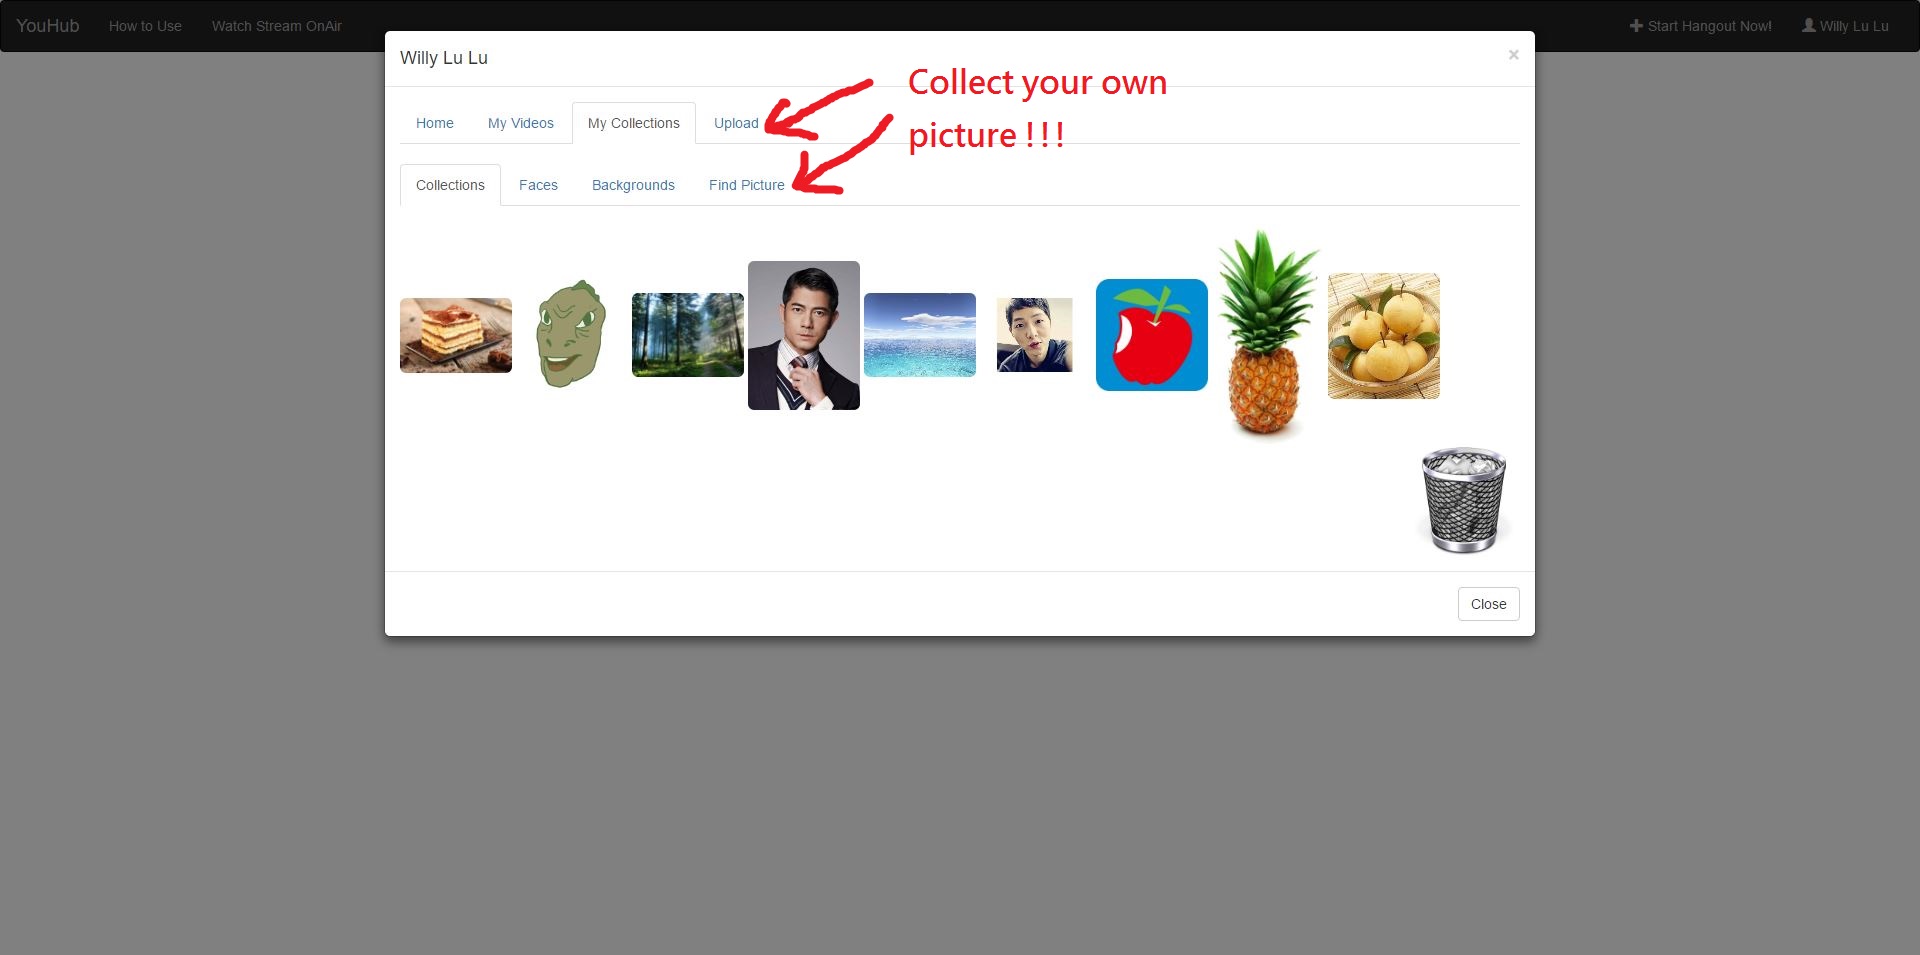 YouHub How to Use Watch Stream OnAir Start Hangout Now! Willy Lu Lu
Willy Lu Lu ×
Collect your own
picture !!!
Home My Videos My Collections Upload
Collections Faces Backgrounds Find Picture
Close